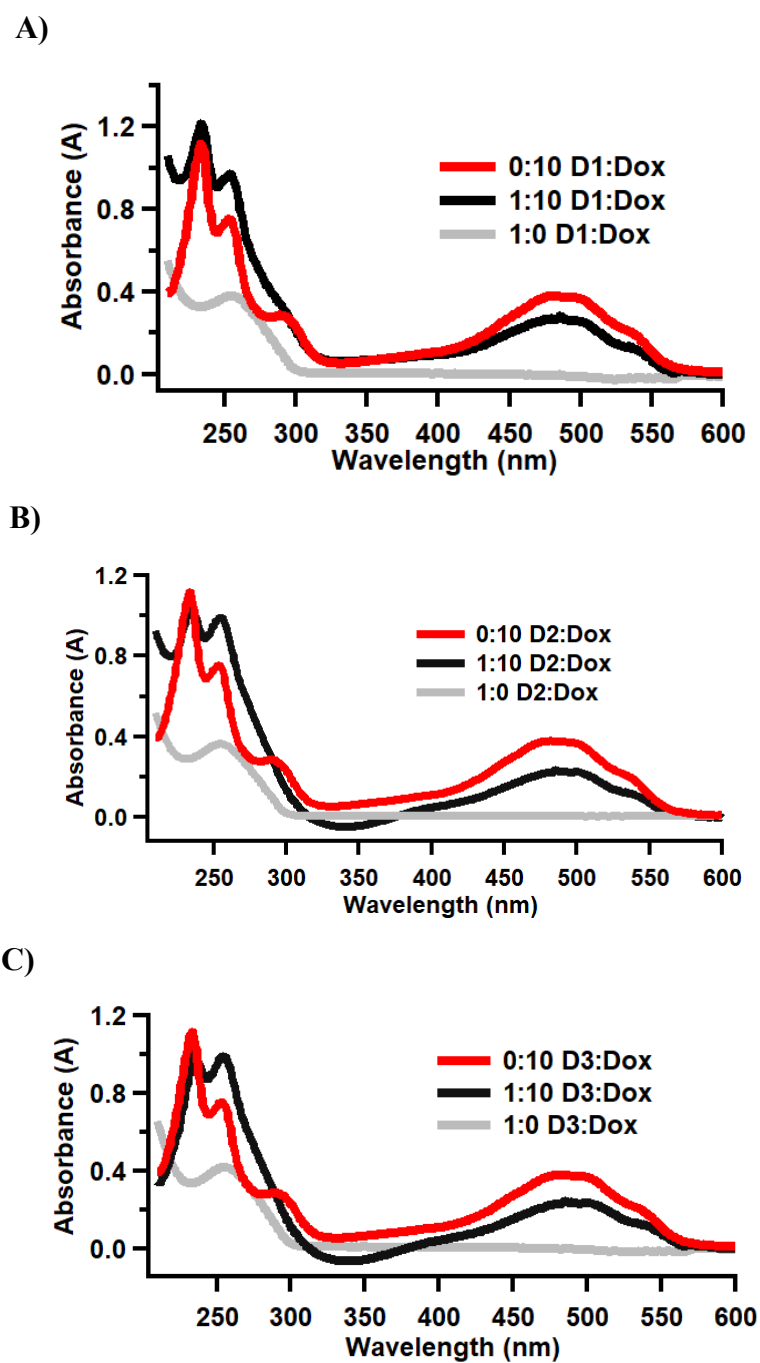 A)
1.2
0.8
0.4
0.0
Absorbance (A)
0:10 D1:Dox
1:10 D1:Dox
1:0 D1:Dox
250 300 350 400 450 500 550 600
Wavelength (nm)
B)
1.2
0.8
0.4
0.0
Absorbance (A)
0:10 D2:Dox
1:10 D2:Dox
1:0 D2:Dox
250 300 350 400 450 500 550 600
Wavelength (nm)
C)
1.2
0.8
0.4
0.0
Absorbance (A)
0:10 D3:Dox
1:10 D3:Dox
1:0 D3:Dox
250 300 350 400 450 500 550 600
Wavelength (nm)